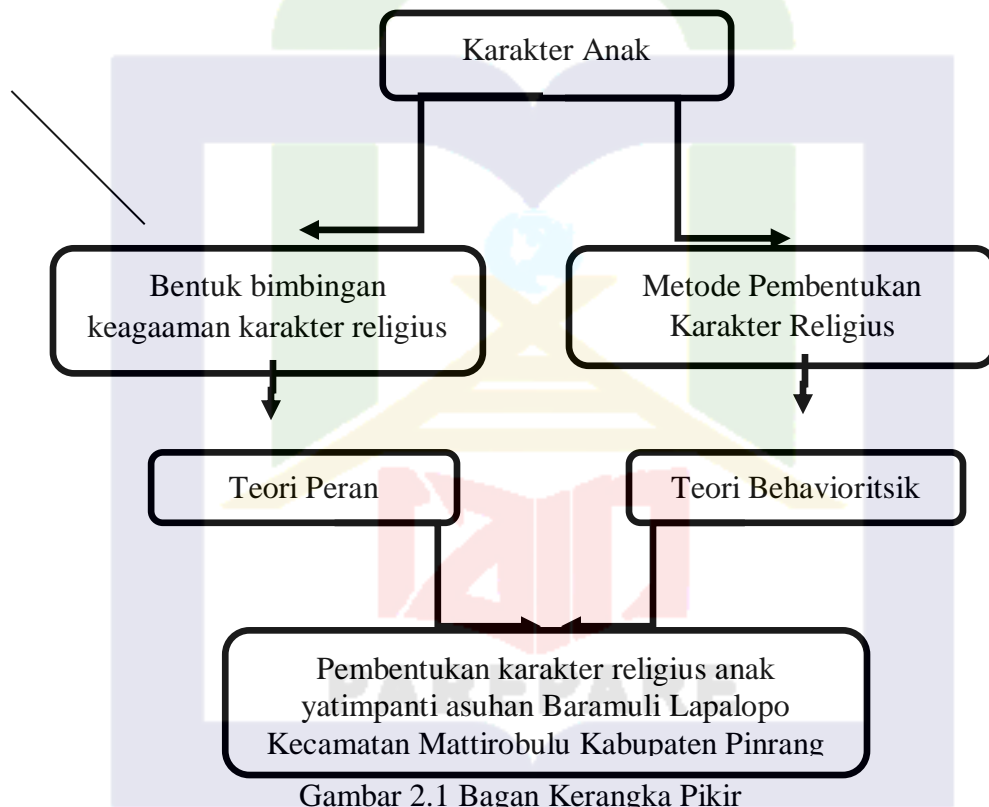 Karakter Anak
Bentuk bimbingan
keagaaman karakter religius
Metode Pembentukan
Karakter Religius
Teori Peran
Teori Behavioritsik
Pembentukan karakter religius anak
yatimpanti asuhan Baramuli Lapalopo
Kecamatan Mattirobulu Kabupaten Pinrang
PAREPARE
Gambar 2.1 Bagan Kerangka Pikir